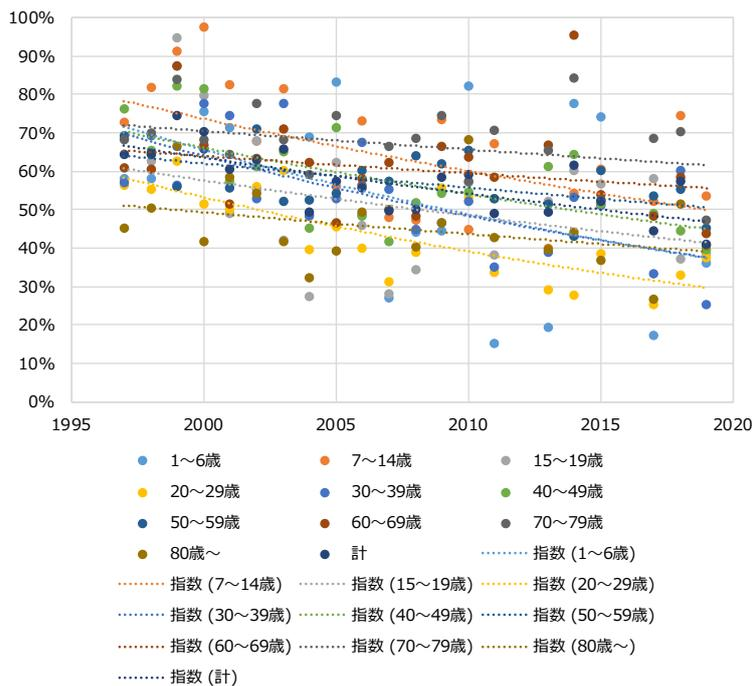 100%
90%
80%
70%
60%
50%
40%
30%
20%
10%
0%
1995 2000 2005 2010 2015 2020
1～6歳 7～14歳 15～19歳
20～29歳 30～39歳 40～49歳
50～59歳 60～69歳 70～79歳
80歳～ 計 指数 (1～6歳)
指数 (7～14歳) 指数 (15～19歳) 指数 (20～29歳)
指数 (30～39歳) 指数 (40～49歳) 指数 (50～59歳)
指数 (60～69歳) 指数 (70～79歳) 指数 (80歳～)
指数 (計)